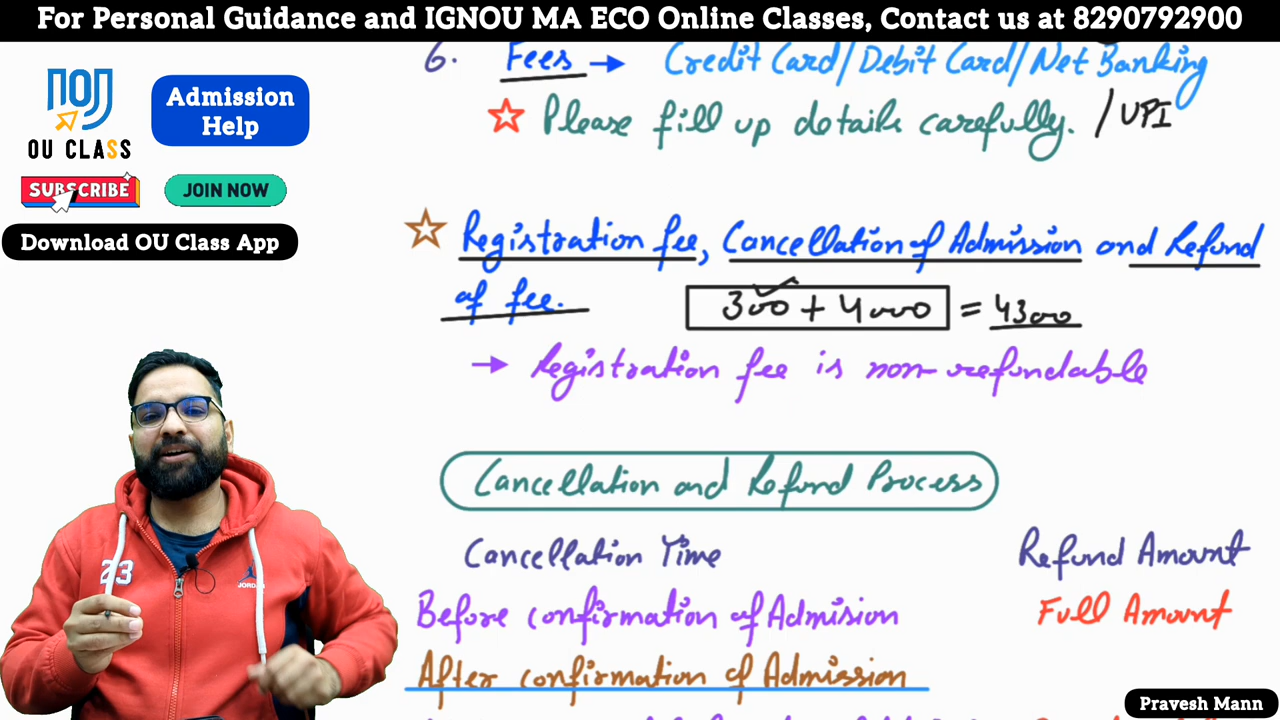 For Personal Guidance and IGNOU MA ECO Online Classes, Contact us at 8290792900
OU CLASS
Admission
Help
SUBSCRIBE
JOIN NOW
Download OU Class App
6. Fees → Credit Card/Debit Card/Net Banking
☆ Please fill up details carefully. /UPI
☆ Registration fee, Cancellation of Admission and Refund
of fee. 300 + 4000 = 4300
→ Registration fee is non-refundable
Cancellation and Refund Process
Cancellation Time Refund Amount
Before confirmation of Admision Full Amount
After confirmation of Admission
23
JORDAN
Pravesh Mann